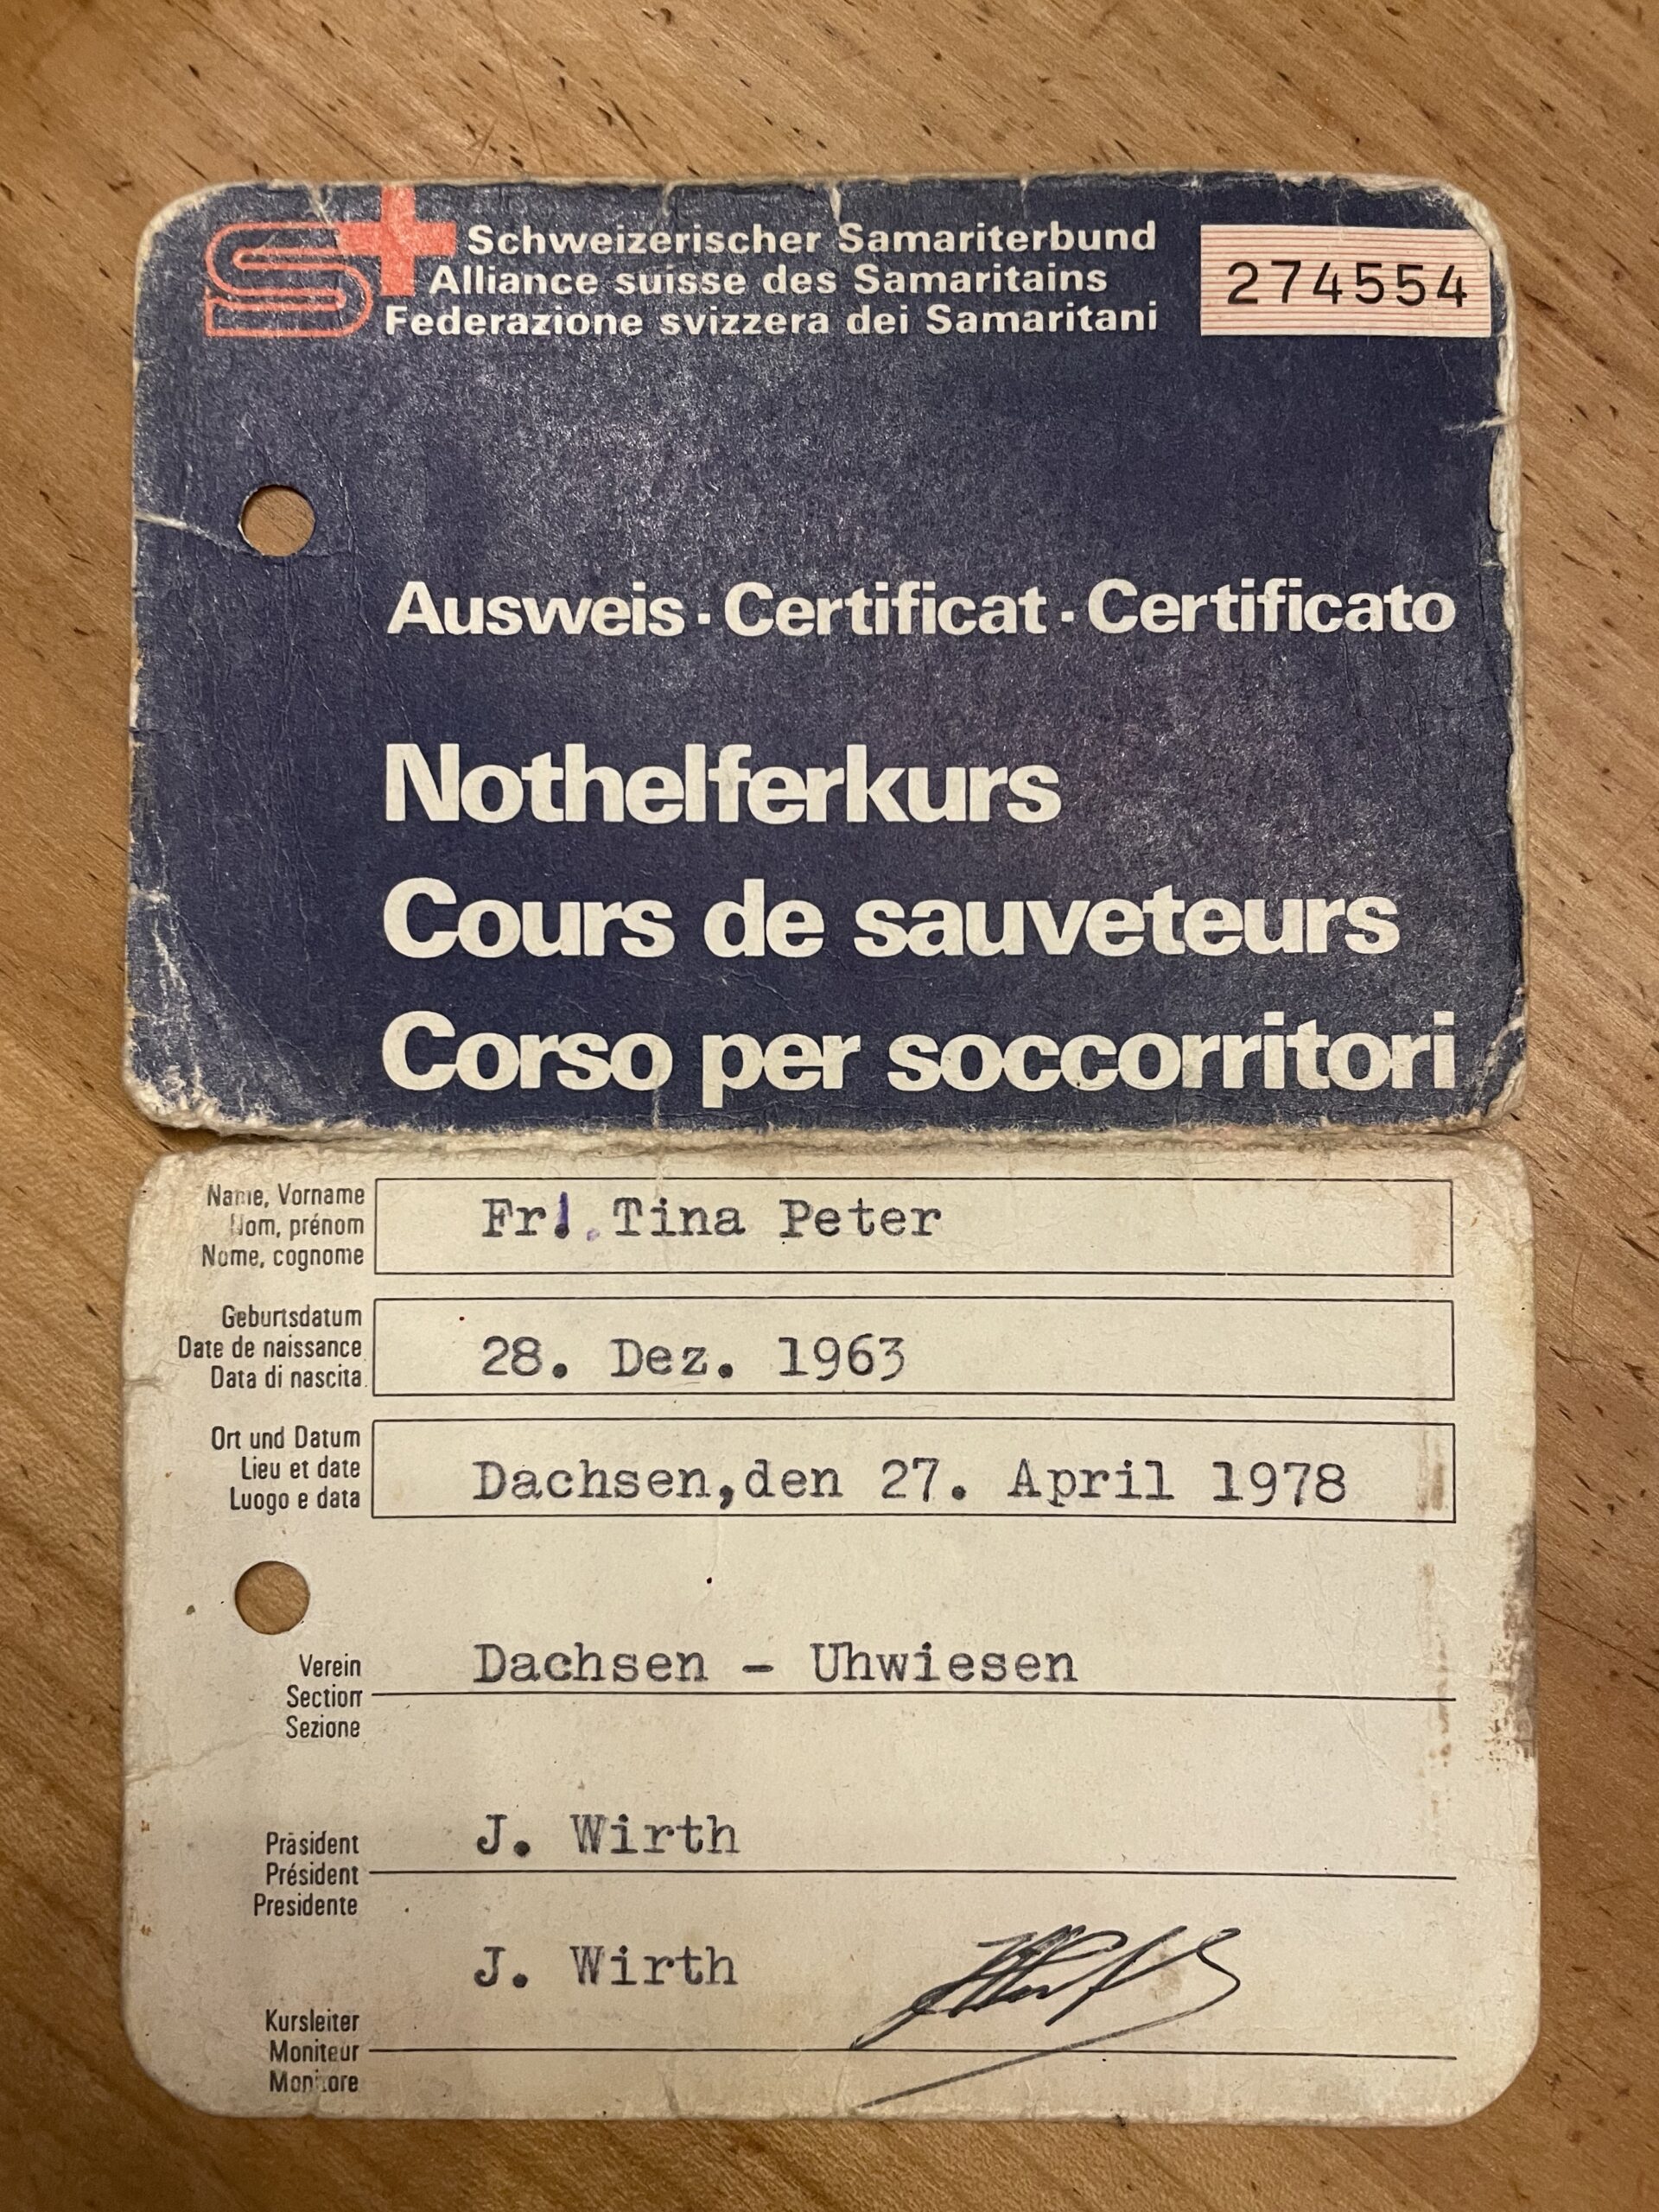 Schweizerischer Samariterbund
Alliance suisse des Samaritains
Federazione svizzera dei Samaritani
274554
Ausweis · Certificat · Certificato
Nothelferkurs
Cours de sauveteurs
Corso per soccorritori
Name, Vorname
Nom, prénom
Nome, cognome
Frl. Tina Peter
Geburtsdatum
Date de naissance
Data di nascita
28. Dez. 1963
Ort und Datum
Lieu et date
Luogo e data
Dachsen,den 27. April 1978
Verein
Section
Sezione
Dachsen - Uhwiesen
Präsident
Président
Presidente
J. Wirth
Kursleiter
Moniteur
Monitore
J. Wirth